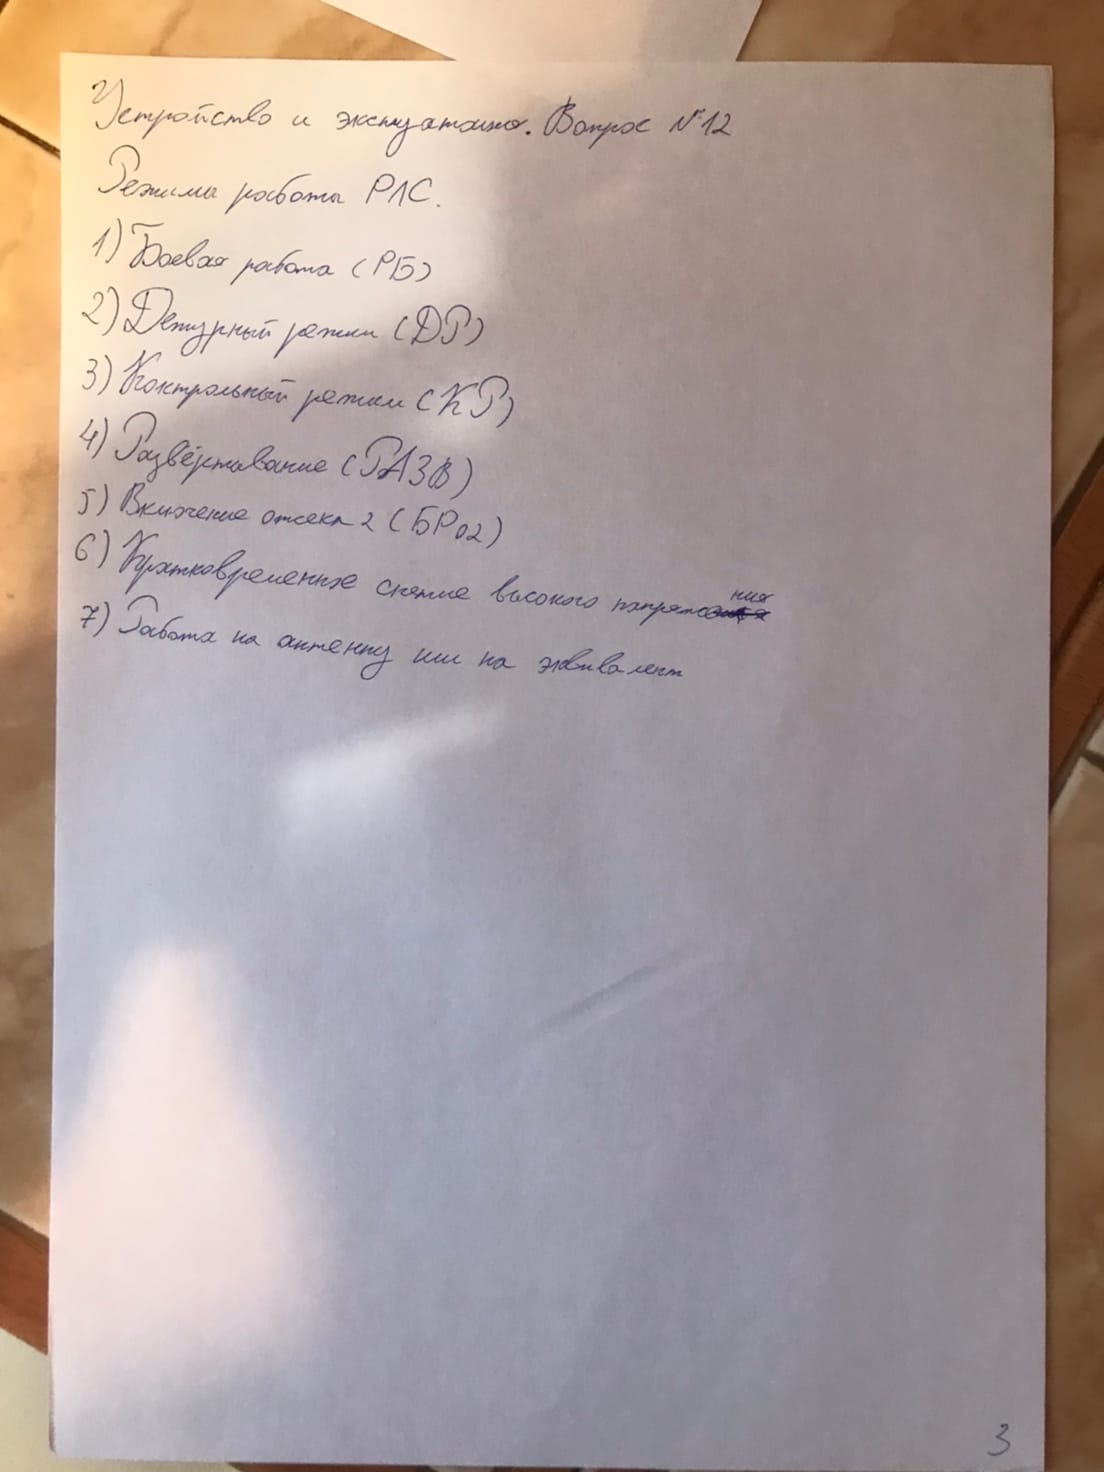 Устройство и эксплуатация. Вопрос №12
Режимы работы РЛС.
1) Боевая работа (РБ)
2) Дежурный режим (ДР)
3) Контрольный режим (КР)
4) Развёртывание (РАЗВ)
5) Включение отсека 2 (БР02)
6) Кратковременное снятие высокого напряжения
7) Работа на антенну или на эквивалент
3